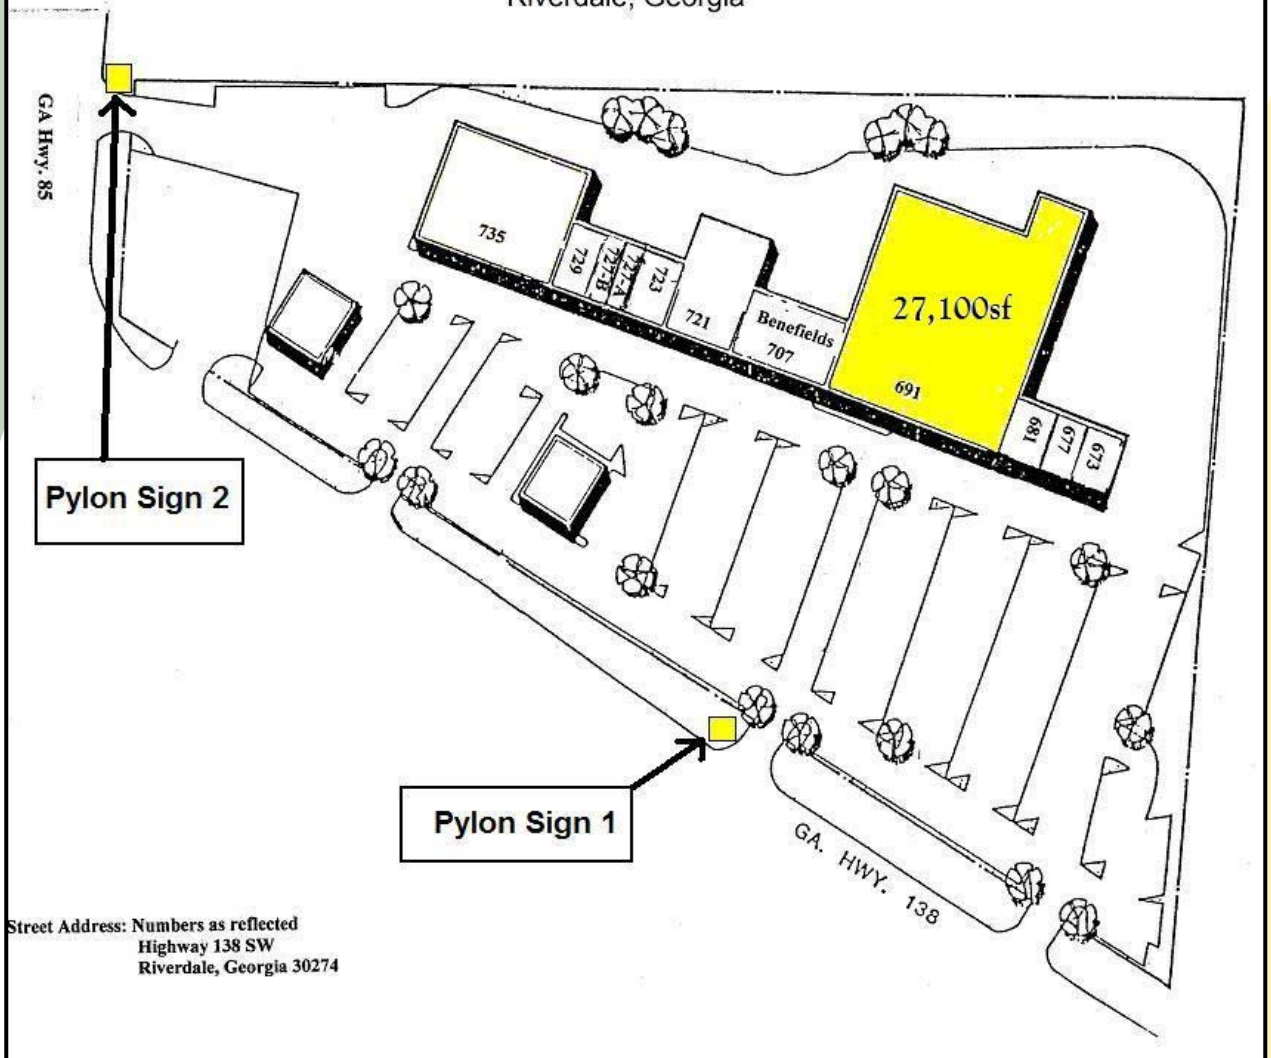 Riverdale, Georgia
GA Hwy. 85
735
729
727-B
727-A
723
721
Benefields
707
27,100sf
691
681
677
673
Pylon Sign 2
Pylon Sign 1
GA. HWY. 138
Street Address: Numbers as reflected
Highway 138 SW
Riverdale, Georgia 30274